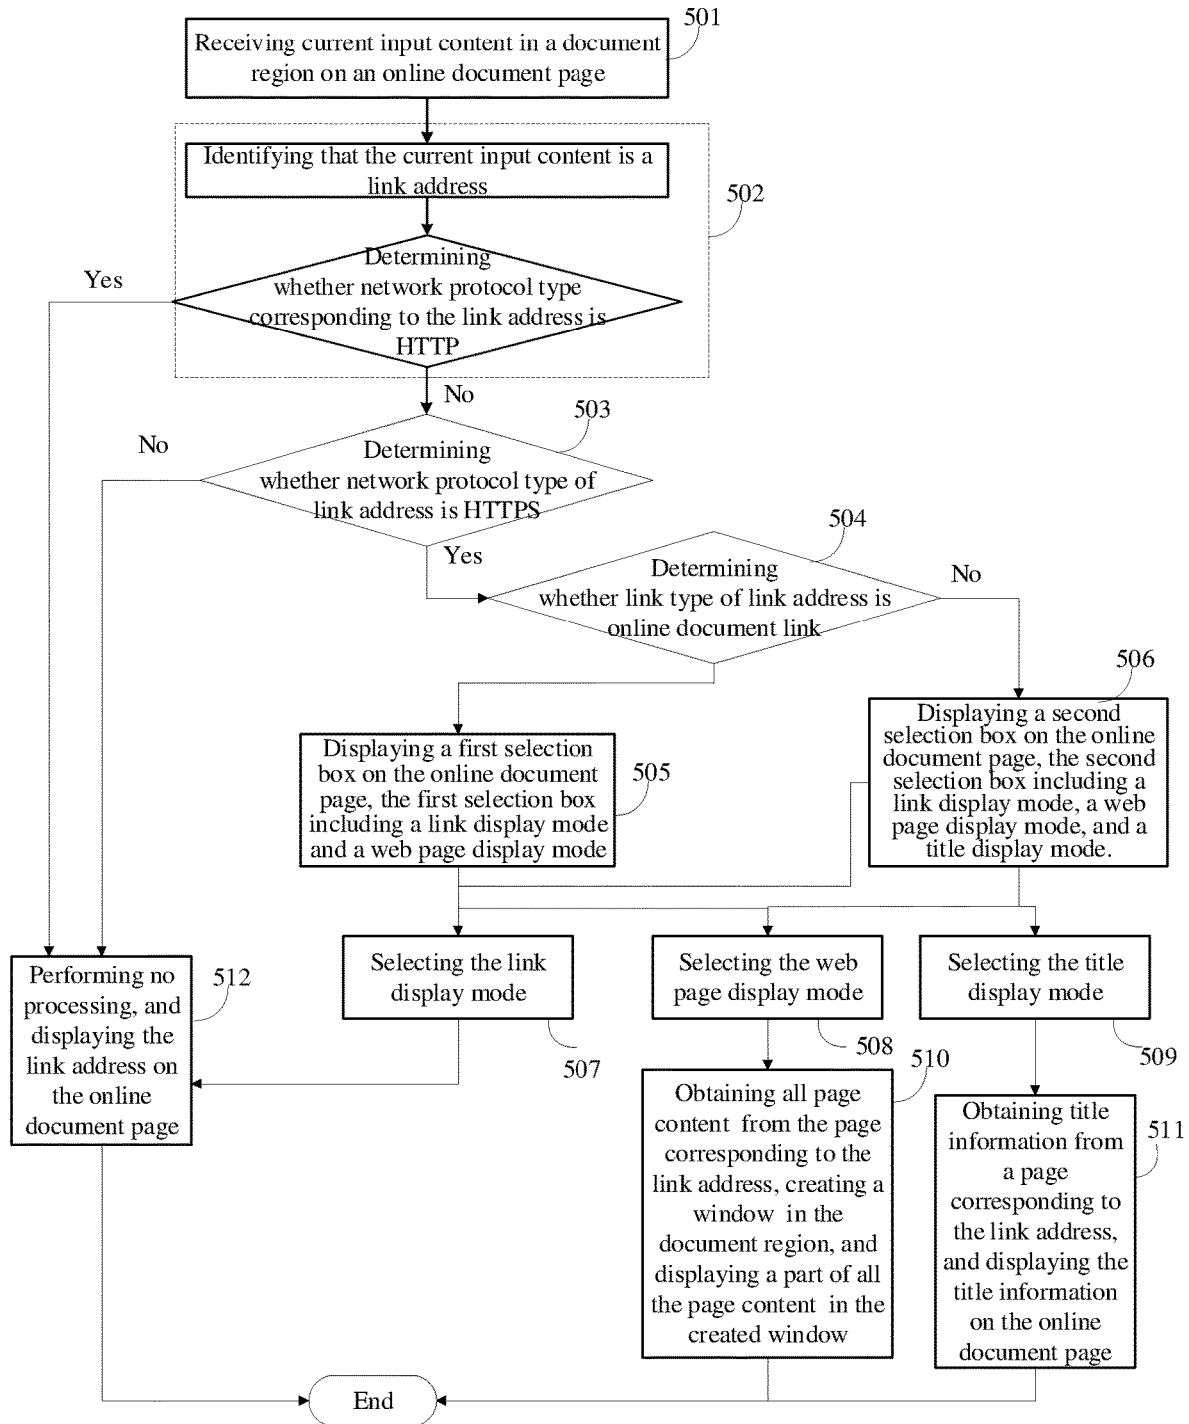 501
Receiving current input content in a document
region on an online document page
Identifying that the current input content is a
link address
502
Determining
whether network protocol type
corresponding to the link address is
HTTP
Yes
No
503
Determining
whether network protocol type of
link address is HTTPS
No
Yes
504
Determining
whether link type of link address is
online document link
No
505
Displaying a first selection
box on the online document
page, the first selection box
including a link display mode
and a web page display mode
506
Displaying a second
selection box on the online
document page, the second
selection box including a
link display mode, a web
page display mode, and a
title display mode.
Selecting the link
display mode
507
Selecting the web
page display mode
508
Selecting the title
display mode
509
512
Performing no
processing, and
displaying the
link address on
the online
document page
510
Obtaining all page
content from the page
corresponding to the
link address, creating a
window in the
document region, and
displaying a part of all
the page content in the
created window
511
Obtaining title
information from
a page
corresponding to
the link address,
and displaying the
title information
on the online
document page
End